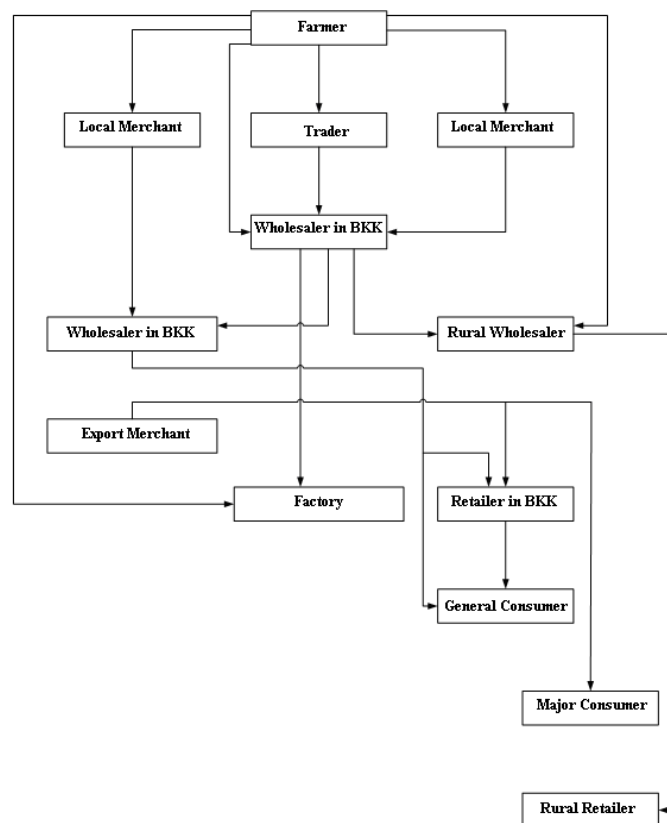 Farmer
Local Merchant
Trader
Local Merchant
Wholesaler in BKK
Wholesaler in BKK
Rural Wholesaler
Export Merchant
Factory
Retailer in BKK
General Consumer
Major Consumer
Rural Retailer